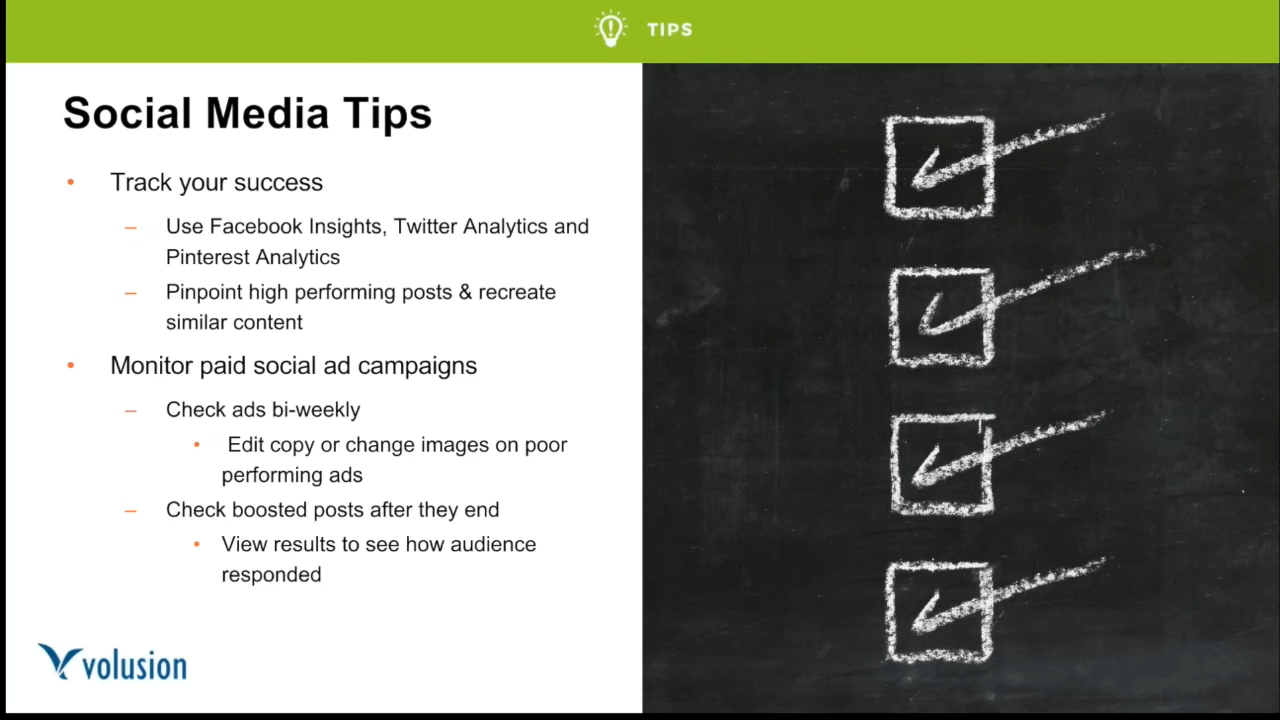 TIPS
Social Media Tips
• Track your success
– Use Facebook Insights, Twitter Analytics and
Pinterest Analytics
– Pinpoint high performing posts & recreate
similar content
• Monitor paid social ad campaigns
– Check ads bi-weekly
• Edit copy or change images on poor
performing ads
– Check boosted posts after they end
• View results to see how audience
responded
volusion